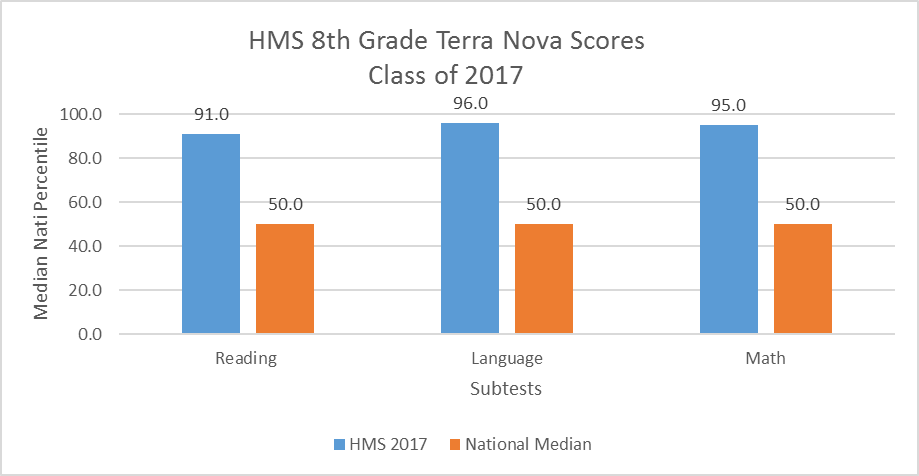 HMS 8th Grade Terra Nova Scores
Class of 2017
Median Natl Percentile
100.0
80.0
60.0
40.0
20.0
0.0
91.0
50.0
96.0
50.0
95.0
50.0
Reading
Language
Math
Subtests
HMS 2017
National Median